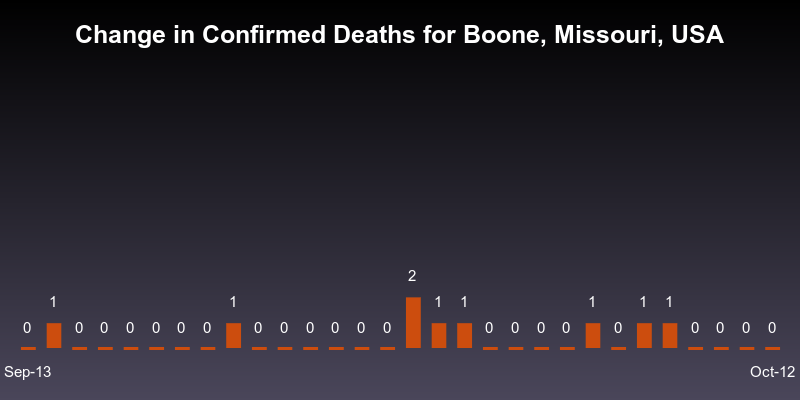 Change in Confirmed Deaths for Boone, Missouri, USA
2
1 1 1 1 1 1 1
0 0 0 0 0 0 0 0 0 0 0 0 0 0 0 0 0 0 0 0 0 0
Sep-13 Oct-12